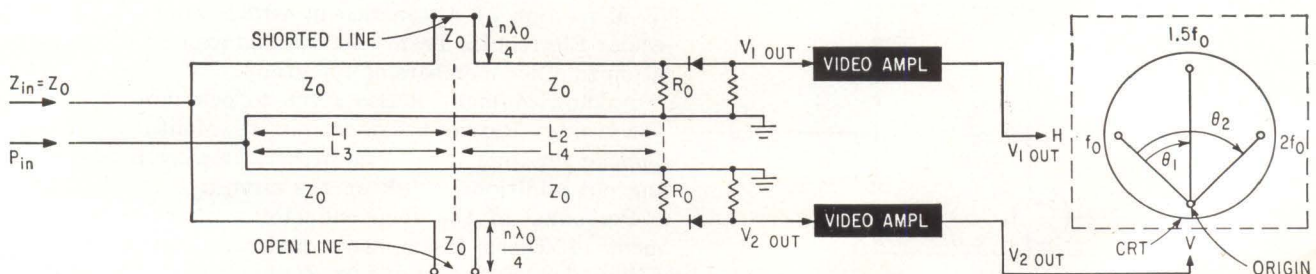 SHORTED LINE
Z₀
nλ₀/4
Z_in=Z₀
P_in
Z₀
Z₀
R₀
V₁ OUT
VIDEO AMPL
L₁
L₂
L₃
L₄
Z₀
Z₀
R₀
V₂ OUT
VIDEO AMPL
OPEN LINE
Z₀
nλ₀/4
H
V₁ OUT
V₂ OUT
V
1.5f₀
f₀
2f₀
θ₁
θ₂
CRT
ORIGIN